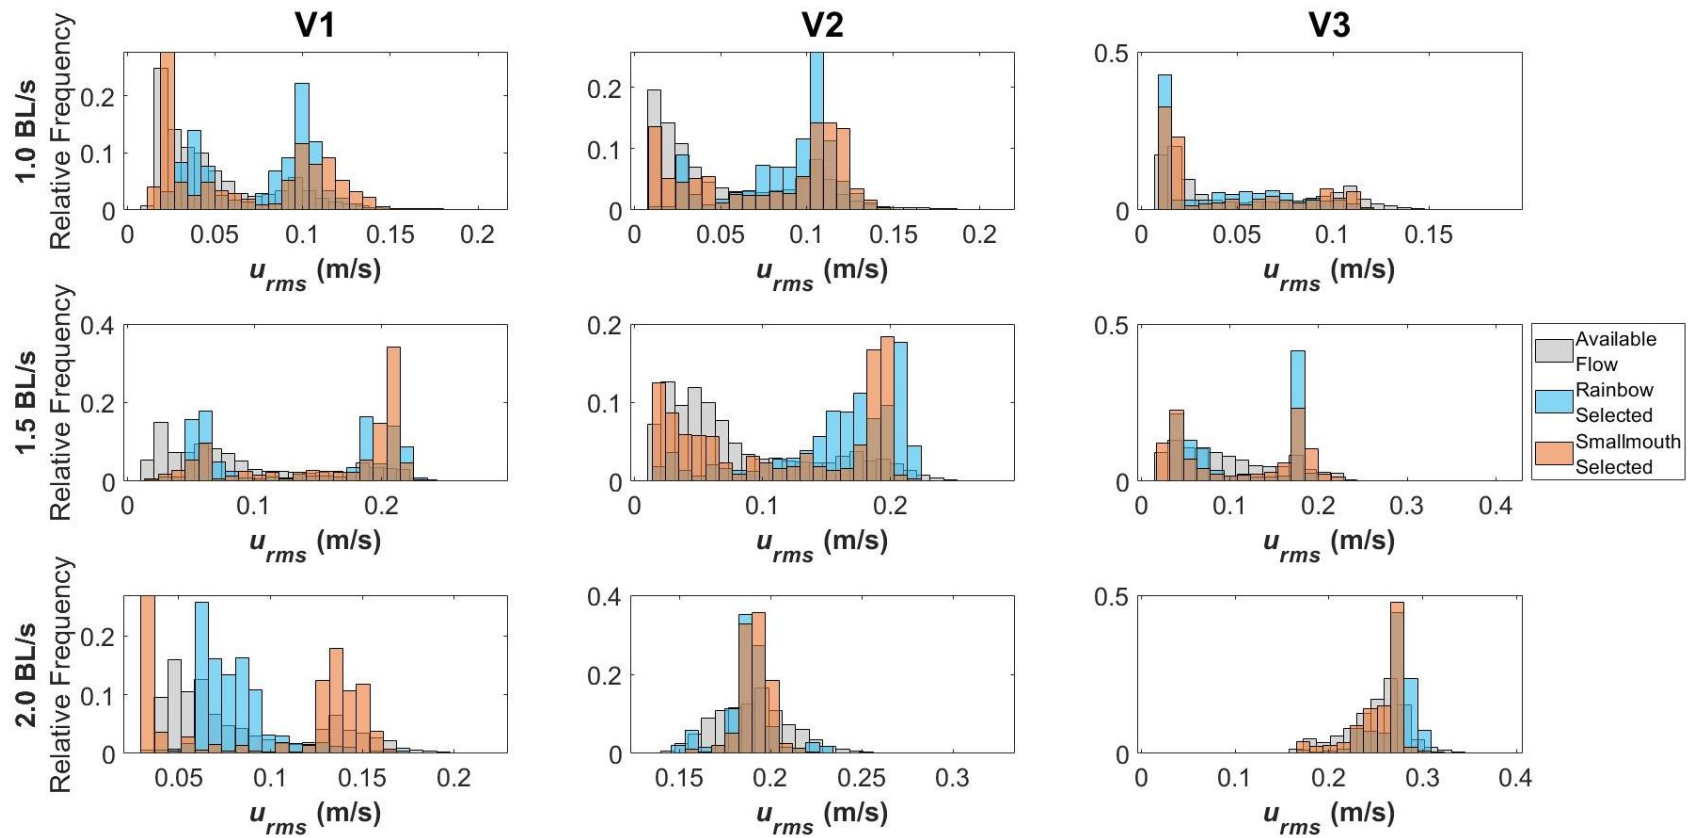 V1
V2
V3
1.0 BL/s
Relative Frequency
0.2
0.1
0
0
0.05
0.1
0.15
0.2
u_rms (m/s)
0.2
0.1
0
0
0.05
0.1
0.15
0.2
u_rms (m/s)
0.5
0
0
0.05
0.1
0.15
u_rms (m/s)
1.5 BL/s
Relative Frequency
0.4
0.2
0
0
0.1
0.2
u_rms (m/s)
0.2
0.1
0
0
0.1
0.2
u_rms (m/s)
0.5
0
0
0.1
0.2
0.3
0.4
u_rms (m/s)
Available
Flow
Rainbow
Selected
Smallmouth
Selected
2.0 BL/s
Relative Frequency
0.2
0.1
0
0.05
0.1
0.15
0.2
u_rms (m/s)
0.4
0.2
0
0.15
0.2
0.25
0.3
u_rms (m/s)
0.5
0
0
0.1
0.2
0.3
0.4
u_rms (m/s)